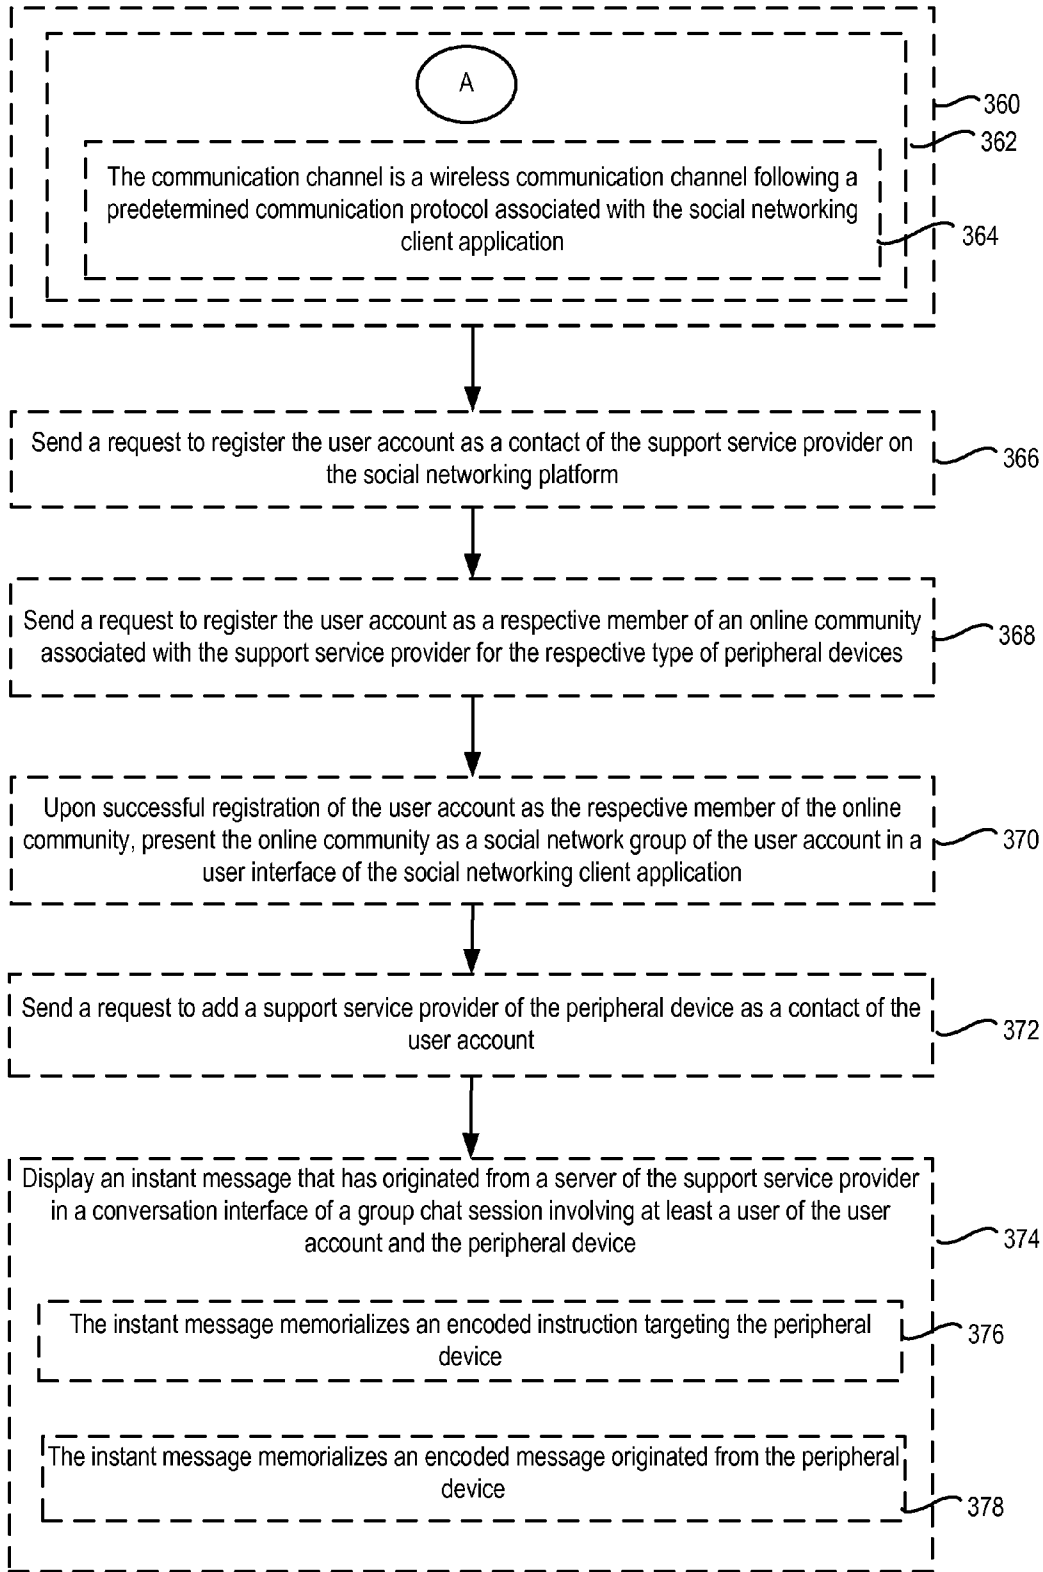 A
360
362
The communication channel is a wireless communication channel following a
predetermined communication protocol associated with the social networking
client application
364
Send a request to register the user account as a contact of the support service provider on
the social networking platform
366
Send a request to register the user account as a respective member of an online community
associated with the support service provider for the respective type of peripheral devices
368
Upon successful registration of the user account as the respective member of the online
community, present the online community as a social network group of the user account in a
user interface of the social networking client application
370
Send a request to add a support service provider of the peripheral device as a contact of the
user account
372
Display an instant message that has originated from a server of the support service provider
in a conversation interface of a group chat session involving at least a user of the user
account and the peripheral device
374
The instant message memorializes an encoded instruction targeting the peripheral
device
376
The instant message memorializes an encoded message originated from the peripheral
device
378